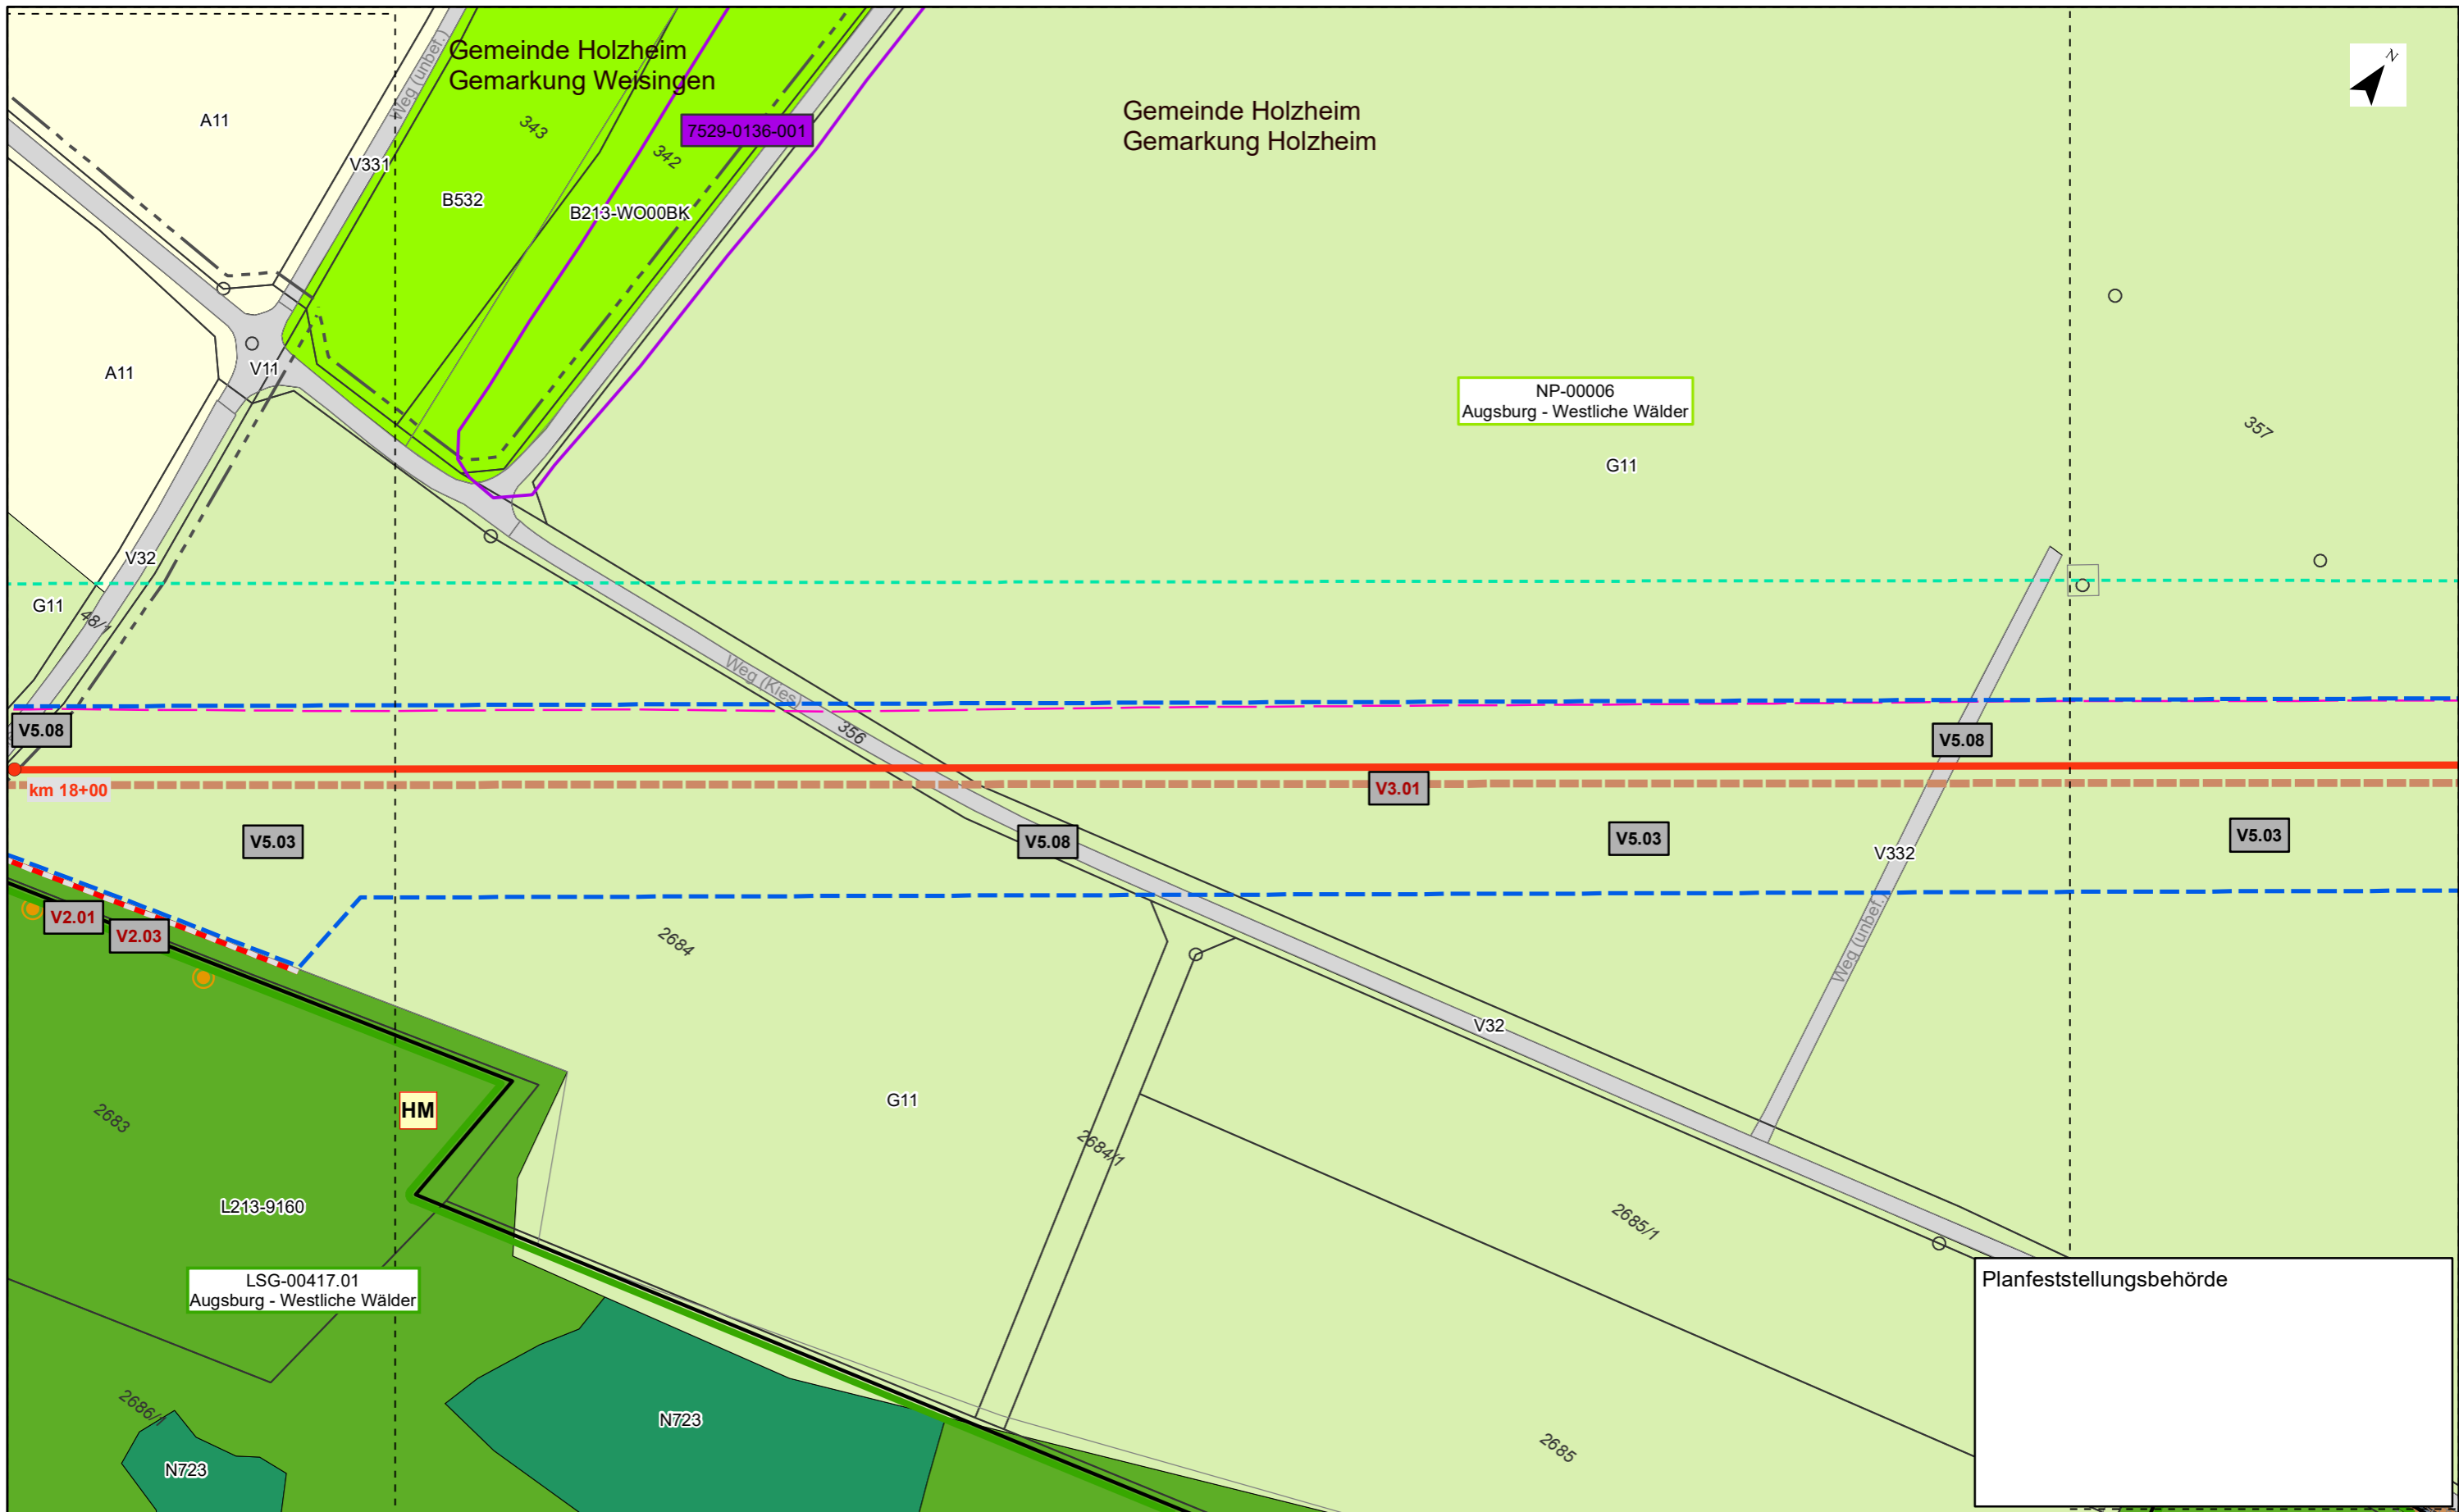 Gemeinde Holzheim
Gemarkung Weisingen
N
Gemeinde Holzheim
Gemarkung Holzheim
Weg (unbef.)
A11
343
7529-0136-001
342
V331
B532
B213-WO00BK
V11
A11
NP-00006
Augsburg - Westliche Wälder
357
G11
V32
G11
48/1
Weg (Kies)
356
V5.08
V5.08
km 18+00
V3.01
V5.03
V5.08
V5.03
V5.03
V332
V2.01
V2.03
2684
Weg (unbef.)
V32
HM
G11
2683
2684/1
L213-9160
2685/1
LSG-00417.01
Augsburg - Westliche Wälder
Planfeststellungsbehörde
2686/1
N723
2685
N723